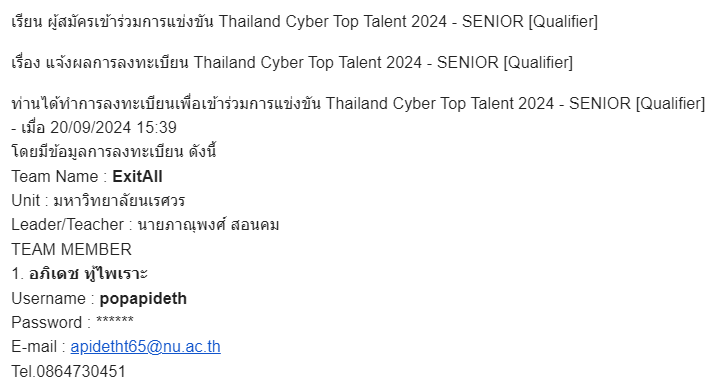 เรียน ผู้สมัครเข้าร่วมการแข่งขัน Thailand Cyber Top Talent 2024 - SENIOR [Qualifier]
เรื่อง แจ้งผลการลงทะเบียน Thailand Cyber Top Talent 2024 - SENIOR [Qualifier]
ท่านได้ทำการลงทะเบียนเพื่อเข้าร่วมการแข่งขัน Thailand Cyber Top Talent 2024 - SENIOR [Qualifier]
- เมื่อ 20/09/2024 15:39
โดยมีข้อมูลการลงทะเบียน ดังนี้
Team Name : ExitAll
Unit : มหาวิทยาลัยนเรศวร
Leader/Teacher : นายภาณุพงศ์ สอนคม
TEAM MEMBER
1. อภิเดช ทู้ไพเราะ
Username : popapideth
Password : ******
E-mail : apidetht65@nu.ac.th
Tel.0864730451